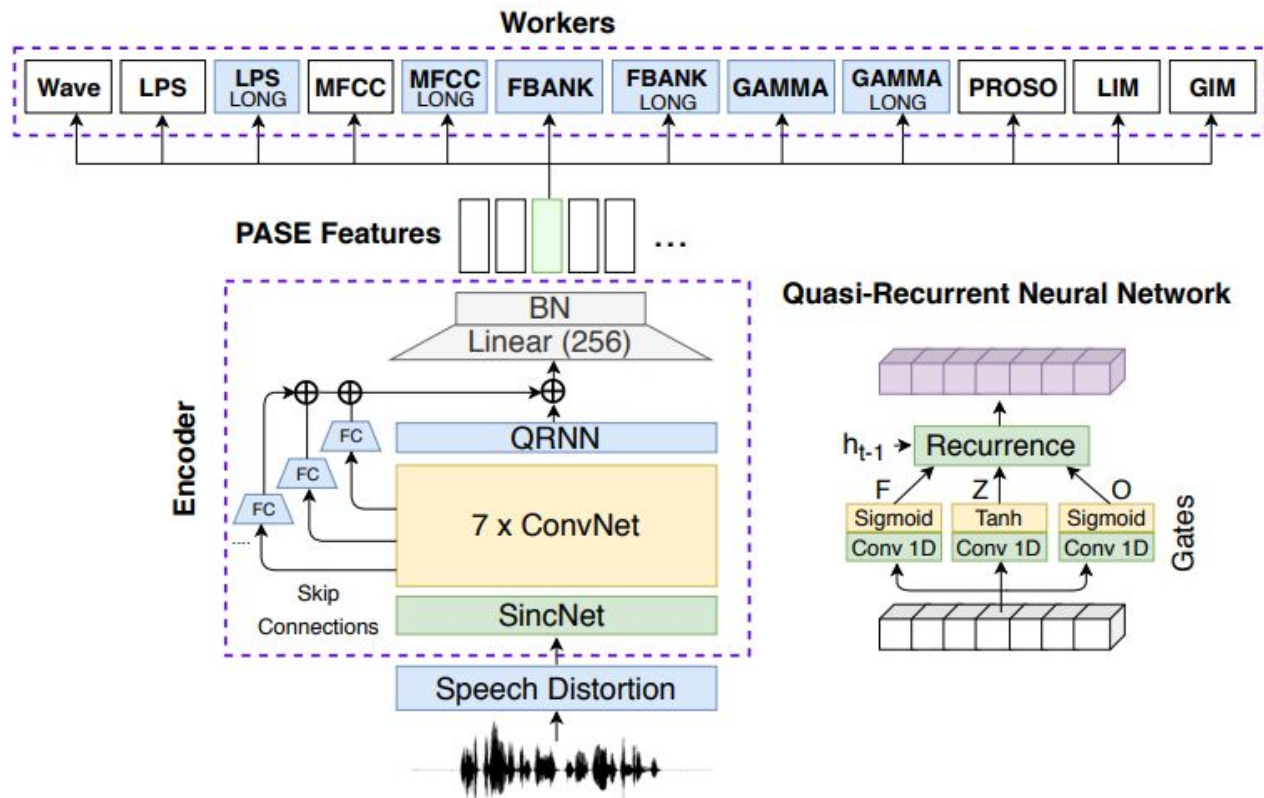 Workers
Wave LPS LPS LONG MFCC MFCC LONG FBANK FBANK LONG GAMMA GAMMA LONG PROSO LIM GIM
PASE Features
...
Encoder
BN
Linear (256)
FC
FC
FC
....
QRNN
7 x ConvNet
Skip
Connections
SincNet
Speech Distortion
Quasi-Recurrent Neural Network
h_{t-1}
Recurrence
F Z O
Sigmoid Tanh Sigmoid
Conv 1D Conv 1D Conv 1D
Gates